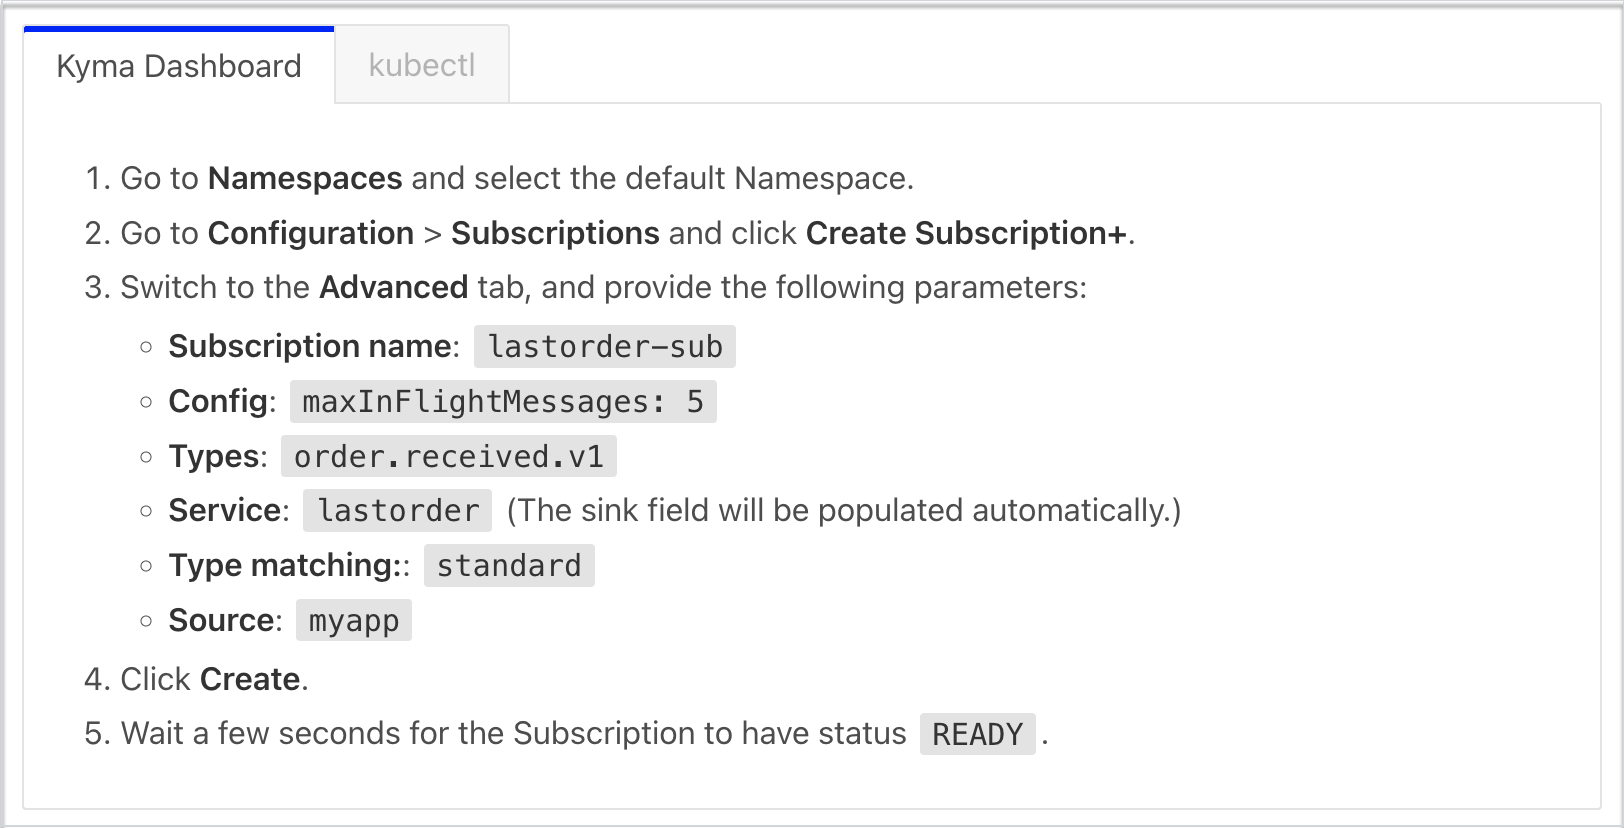 Kyma Dashboard
kubectl
1. Go to Namespaces and select the default Namespace.
2. Go to Configuration > Subscriptions and click Create Subscription+.
3. Switch to the Advanced tab, and provide the following parameters:
◦ Subscription name: lastorder-sub
◦ Config: maxInFlightMessages: 5
◦ Types: order.received.v1
◦ Service: lastorder (The sink field will be populated automatically.)
◦ Type matching:: standard
◦ Source: myapp
4. Click Create.
5. Wait a few seconds for the Subscription to have status READY .